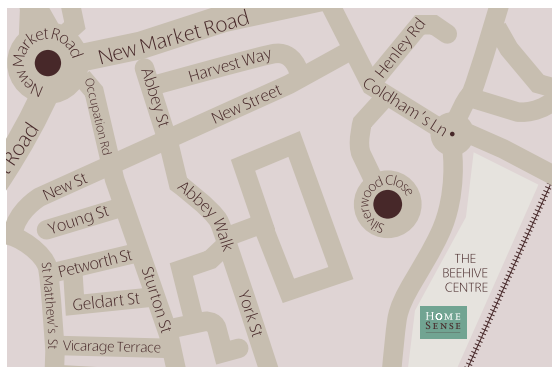 New Market Road
New Market Road
t Road
Occupation Rd
Abbey St
Harvest Way
New Street
Henley Rd
Coldham's Ln
Silverwood Close
New St
Young St
Abbey Walk
Petworth St
St Matthew's St
Geldart St
Sturton St
York St
Vicarage Terrace
THE
BEEHIVE
CENTRE
HOME
SENSE